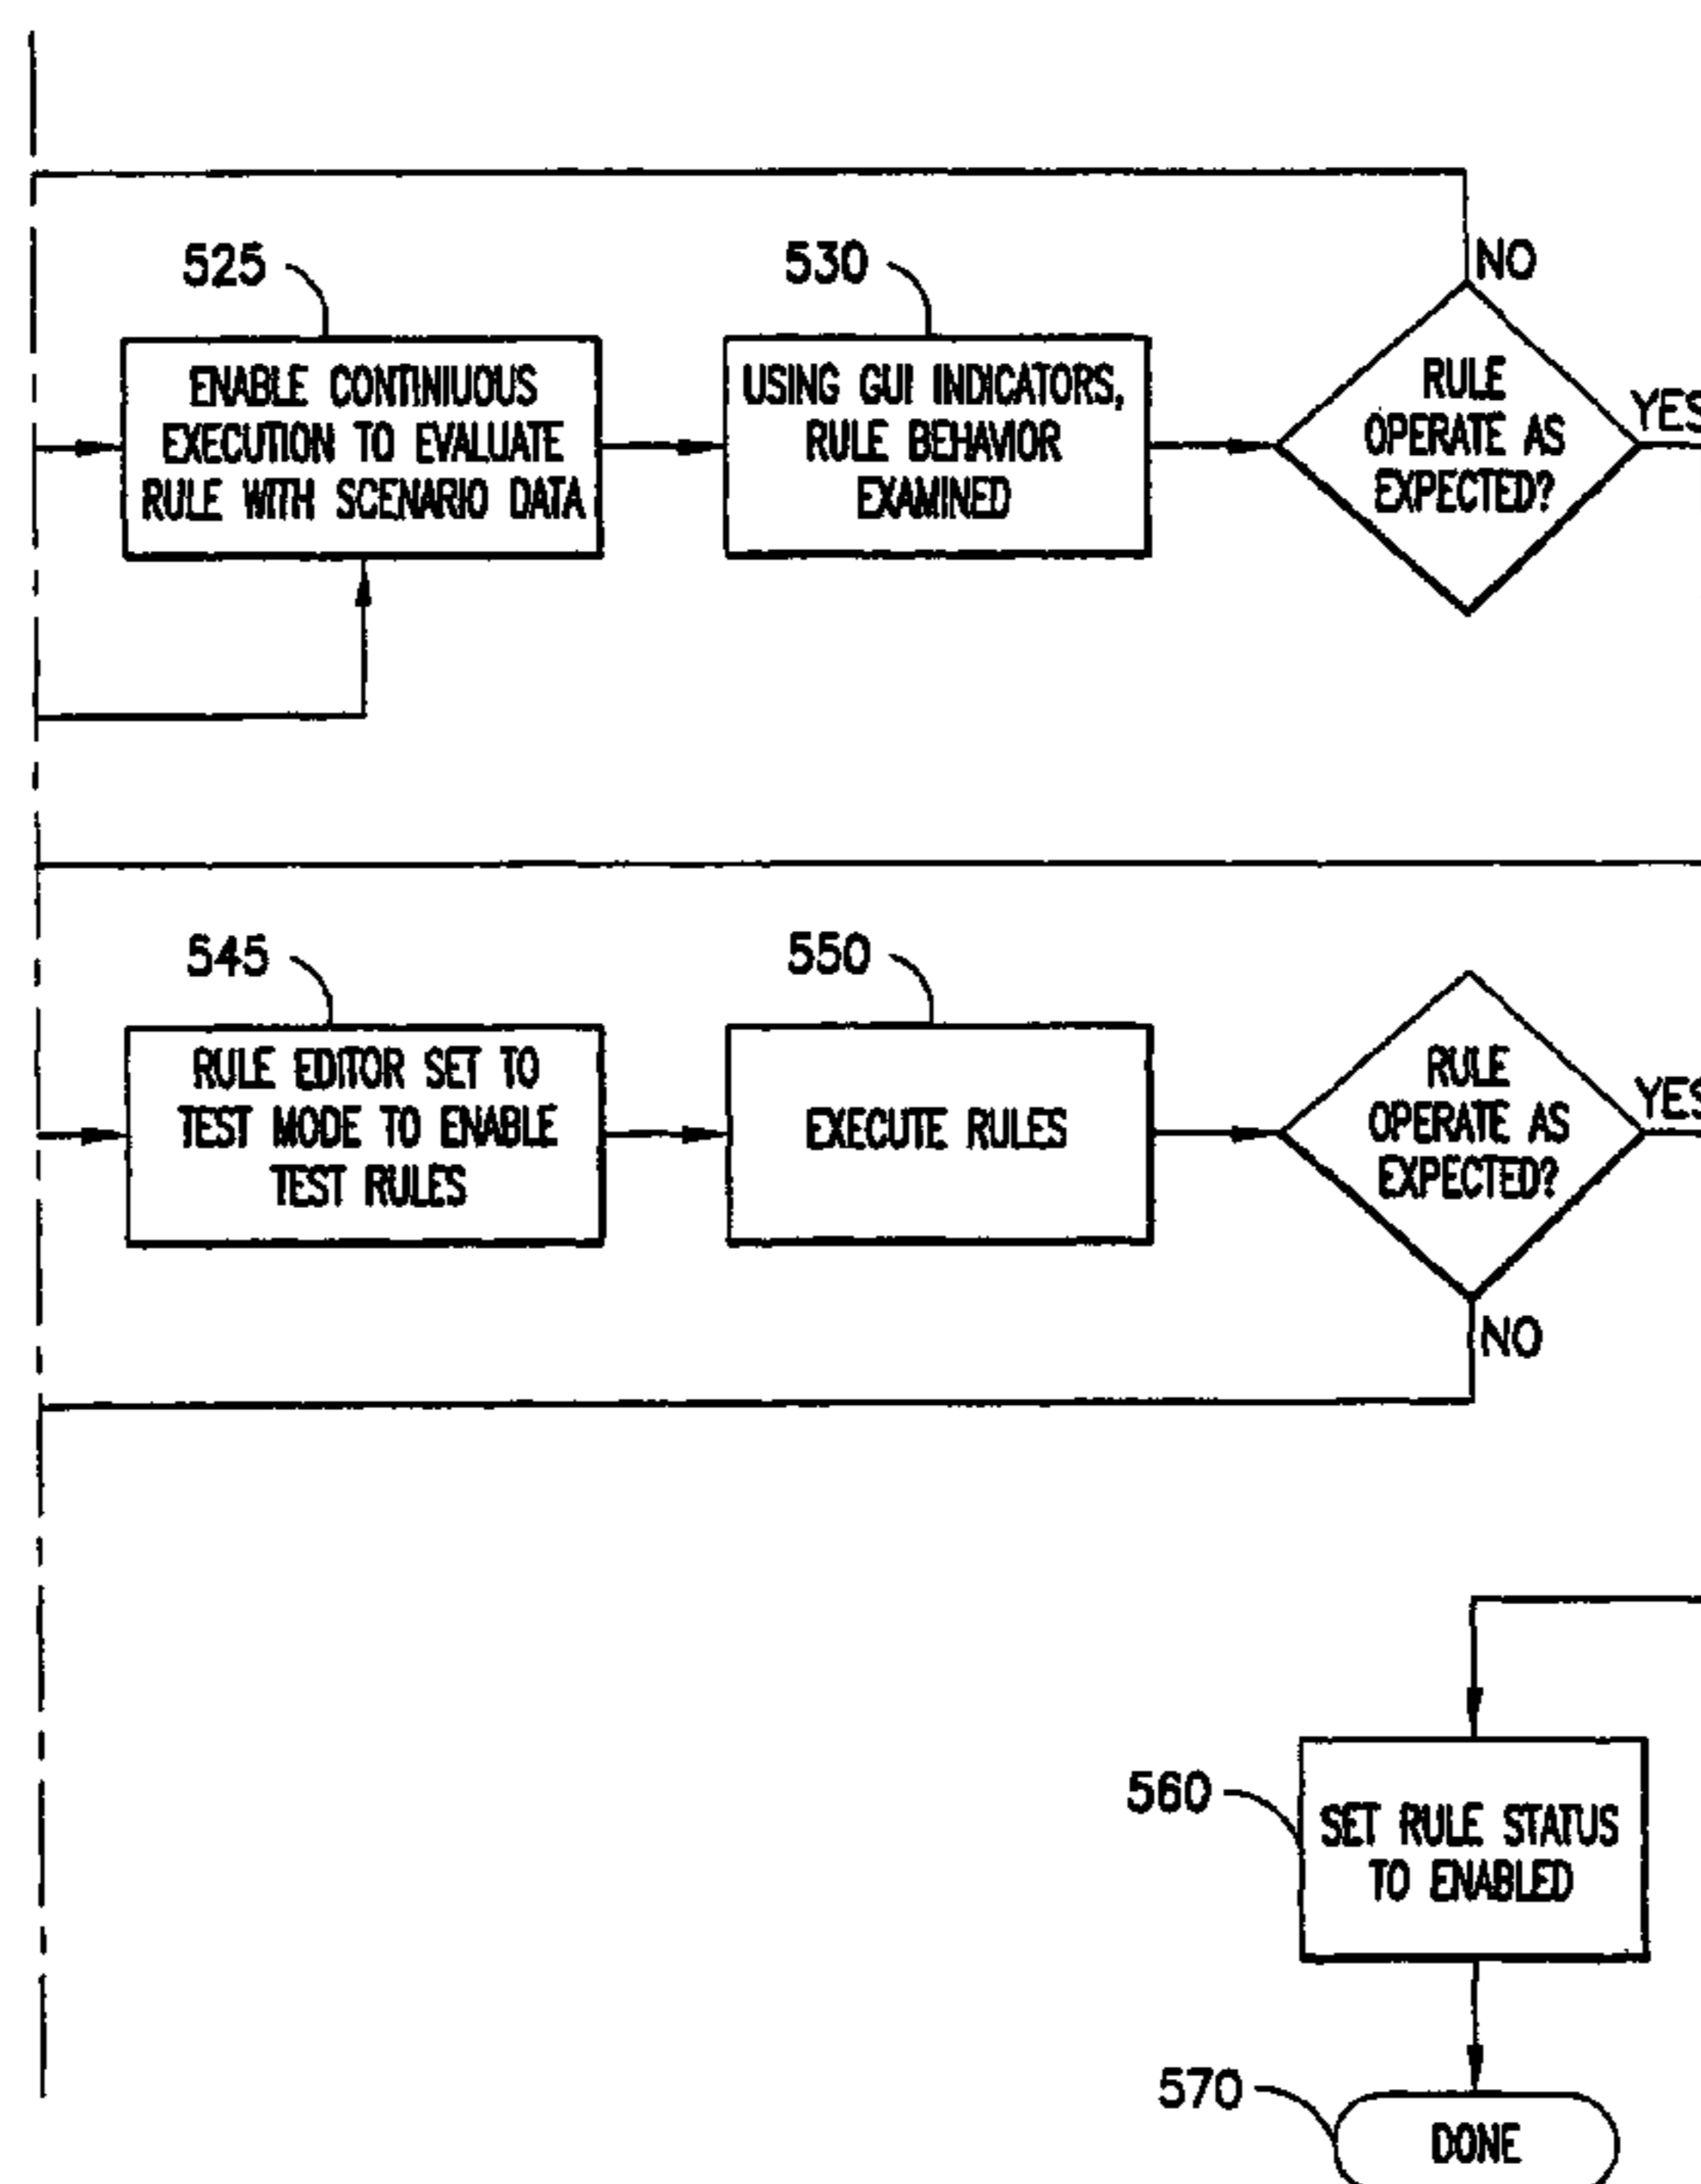 525
530
NO
ENABLE CONTINIUOUS
EXECUTION TO EVALUATE
RULE WITH SCENARIO DATA
USING GUI INDICATORS,
RULE BEHAVIOR
EXAMINED
RULE
OPERATE AS
EXPECTED?
YES
545
550
RULE EDITOR SET TO
TEST MODE TO ENABLE
TEST RULES
EXECUTE RULES
RULE
OPERATE AS
EXPECTED?
YES
NO
560
SET RULE STATUS
TO ENABLED
570
DONE